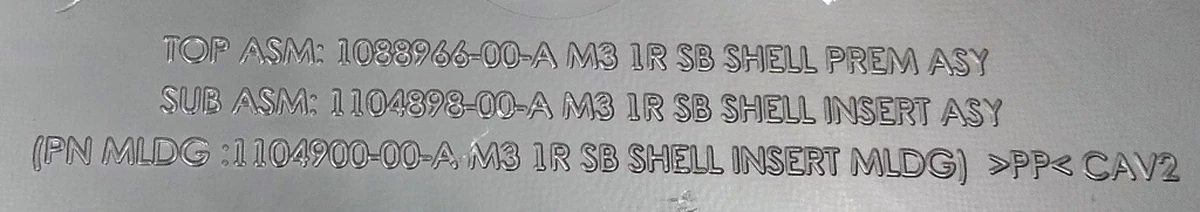 TOP ASM: 1088966-00-A M3 1R SB SHELL PREM ASY
SUB ASM: 1104898-00-A M3 1R SB SHELL INSERT ASY
(PN MLDG :1104900-00-A M3 1R SB SHELL INSERT MLDG) >PP< CAV2